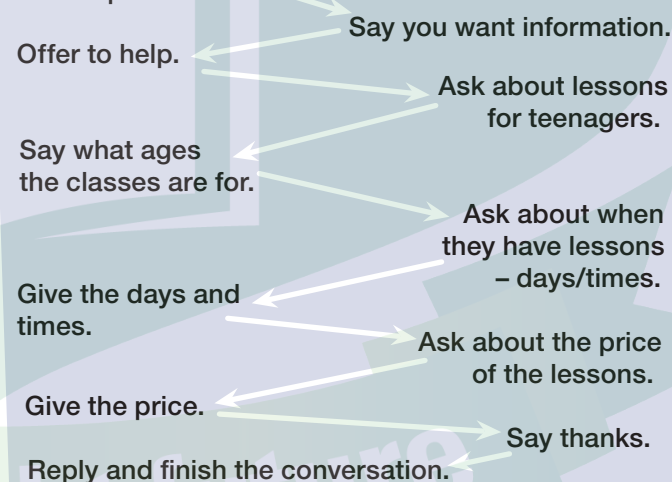 Say you want information.
Offer to help.
Ask about lessons
for teenagers.
Say what ages
the classes are for.
Ask about when
they have lessons
– days/times.
Give the days and
times.
Ask about the price
of the lessons.
Give the price.
Say thanks.
Reply and finish the conversation.